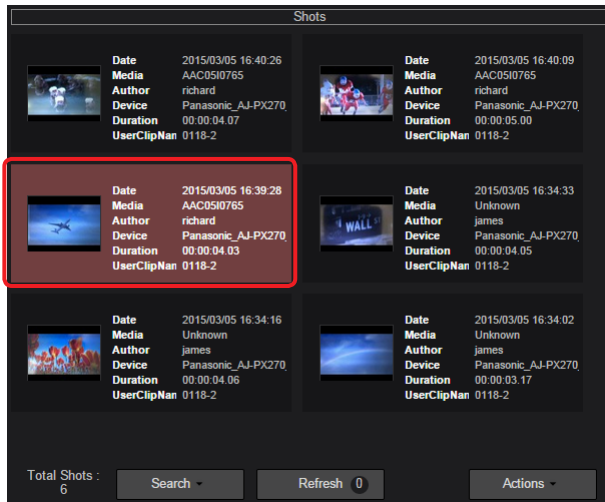 Shots
Date 2015/03/05 16:40:26
Media AAC05I0765
Author richard
Device Panasonic_AJ-PX270
Duration 00:00:04.07
UserClipNan 0118-2
Date 2015/03/05 16:40:09
Media AAC05I0765
Author richard
Device Panasonic_AJ-PX270
Duration 00:00:05.00
UserClipNan 0118-2
Date 2015/03/05 16:39:28
Media AAC05I0765
Author richard
Device Panasonic_AJ-PX270
Duration 00:00:04.03
UserClipNan 0118-2
WALL
Date 2015/03/05 16:34:33
Media Unknown
Author james
Device Panasonic_AJ-PX270
Duration 00:00:04.05
UserClipNan 0118-2
Date 2015/03/05 16:34:16
Media Unknown
Author james
Device Panasonic_AJ-PX270
Duration 00:00:04.06
UserClipNan 0118-2
Date 2015/03/05 16:34:02
Media Unknown
Author james
Device Panasonic_AJ-PX270
Duration 00:00:03.17
UserClipNan 0118-2
Total Shots :
6
Search
Refresh 0
Actions